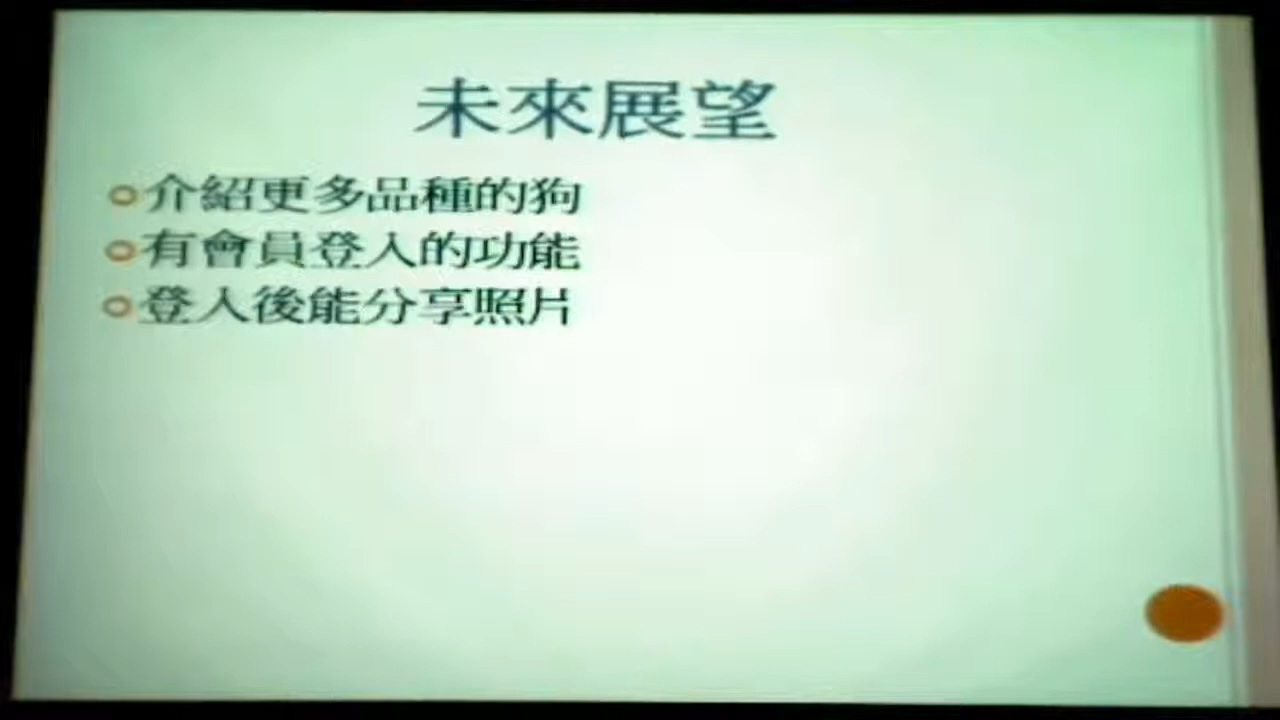 未來展望
介紹更多品種的狗
有會員登入的功能
登入後能分享照片